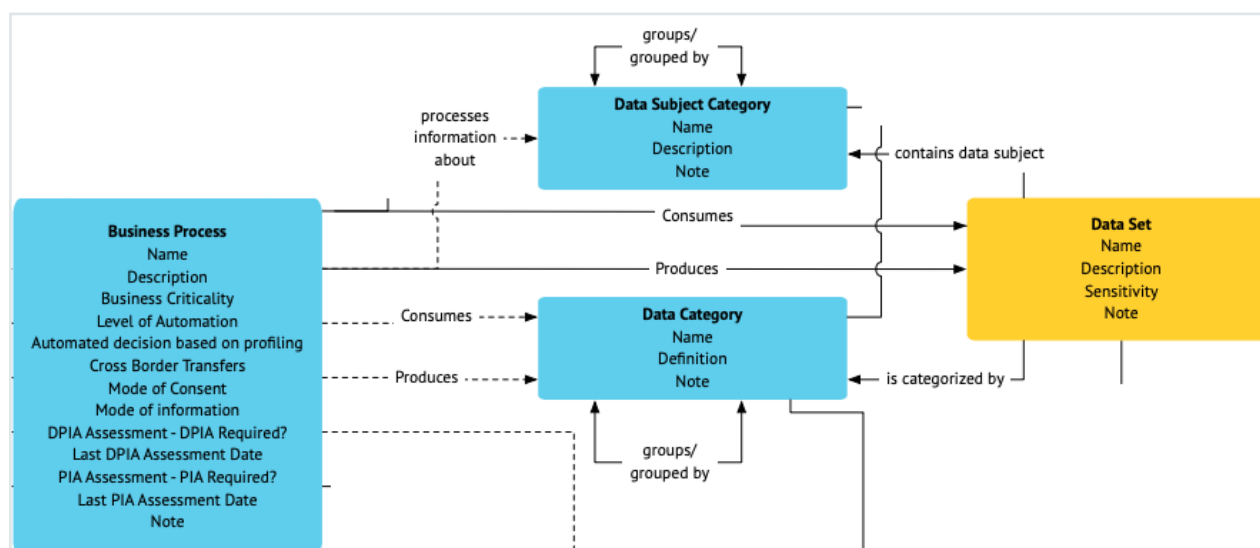 groups/
grouped by
Data Subject Category
Name
Description
Note
processes
information
about
contains data subject
Consumes
Produces
Business Process
Name
Description
Business Criticality
Level of Automation
Automated decision based on profiling
Cross Border Transfers
Mode of Consent
Mode of information
DPIA Assessment - DPIA Required?
Last DPIA Assessment Date
PIA Assessment - PIA Required?
Last PIA Assessment Date
Note
Data Set
Name
Description
Sensitivity
Note
Consumes
Produces
Data Category
Name
Definition
Note
is categorized by
groups/
grouped by